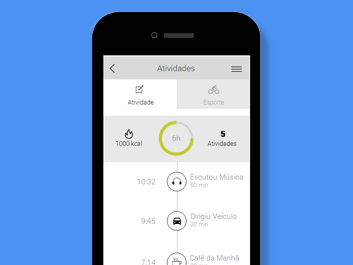 Atividades
Atividade
Esporte
1000 kcal
6h
5
Atividades
10:32
Escutou Música
60 min
9:45
Dirigiu Veículo
30 min
7:14
Café da Manhã